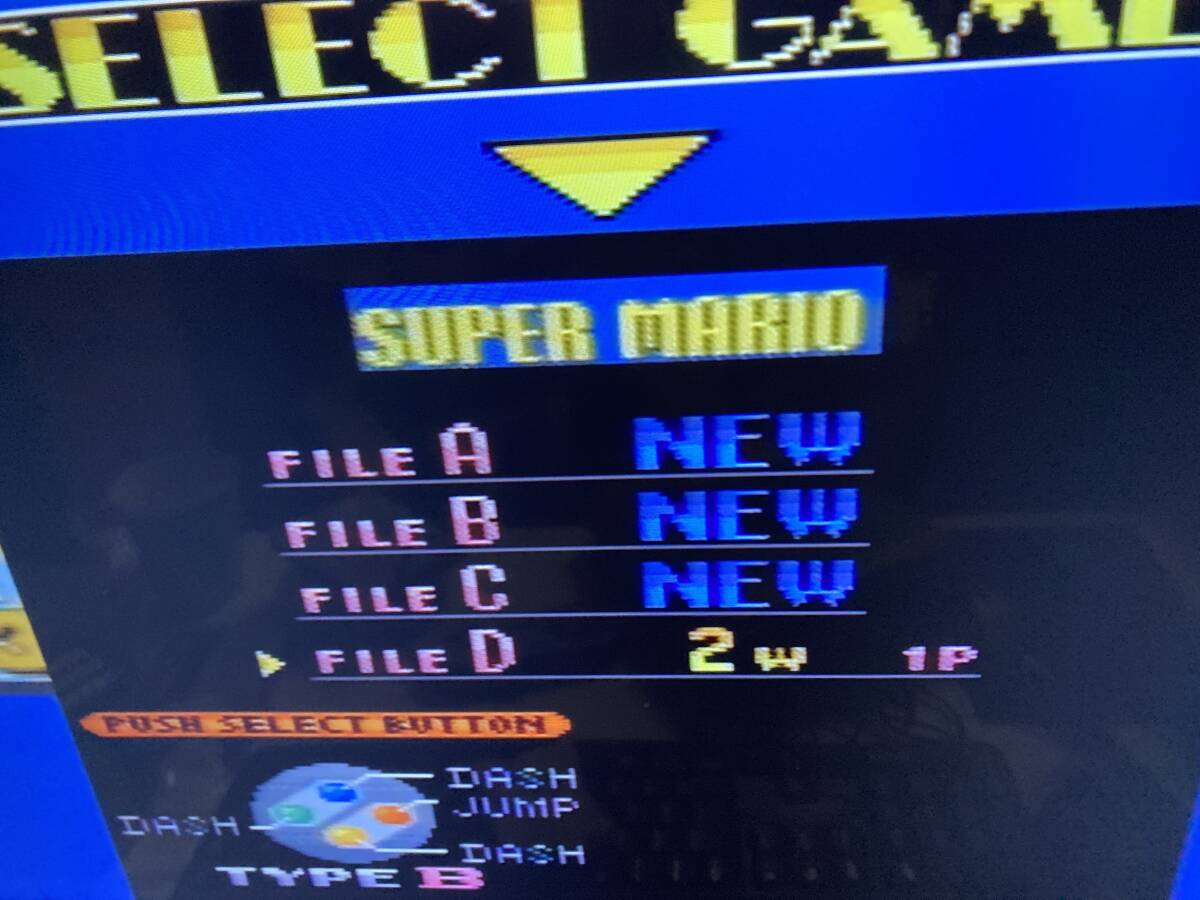 SELECT GAME
SUPER MARIO
FILE A NEW
FILE B NEW
FILE C NEW
FILE D 2W 1P
PUSH SELECT BUTTON
DASH
JUMP
DASH
DASH
TYPE B